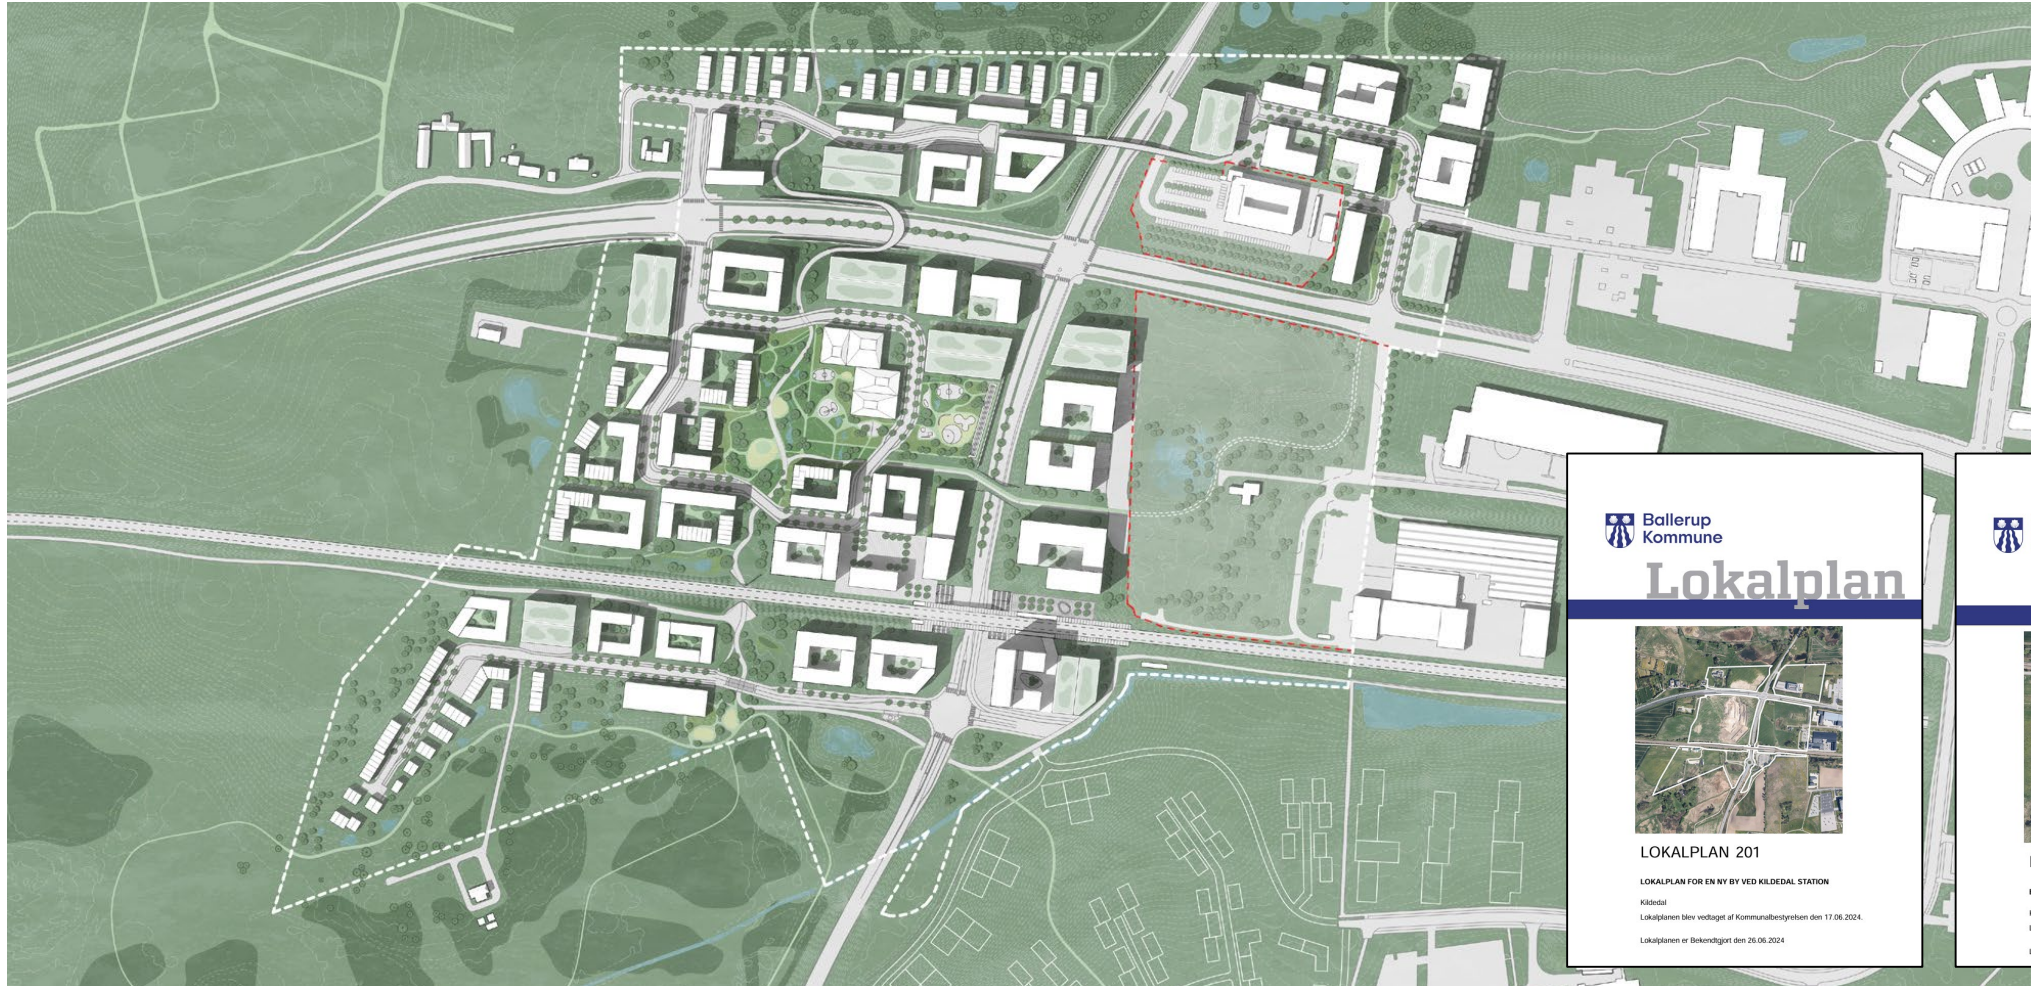 Ballerup
Kommune
Lokalplan
LOKALPLAN 201
LOKALPLAN FOR EN NY BY VED KILDEDAL STATION
Kildedal
Lokalplanen blev vedtaget af Kommunalbestyrelsen den 17.06.2024.
Lokalplanen er Bekendtgjort den 26.06.2024